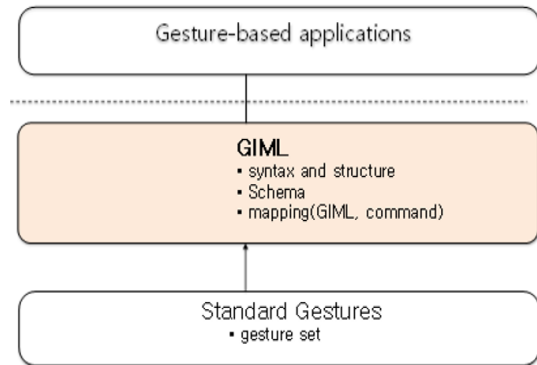 Gesture-based applications
GIML
▪ syntax and structure
▪ Schema
▪ mapping(GIML, command)
Standard Gestures
▪ gesture set